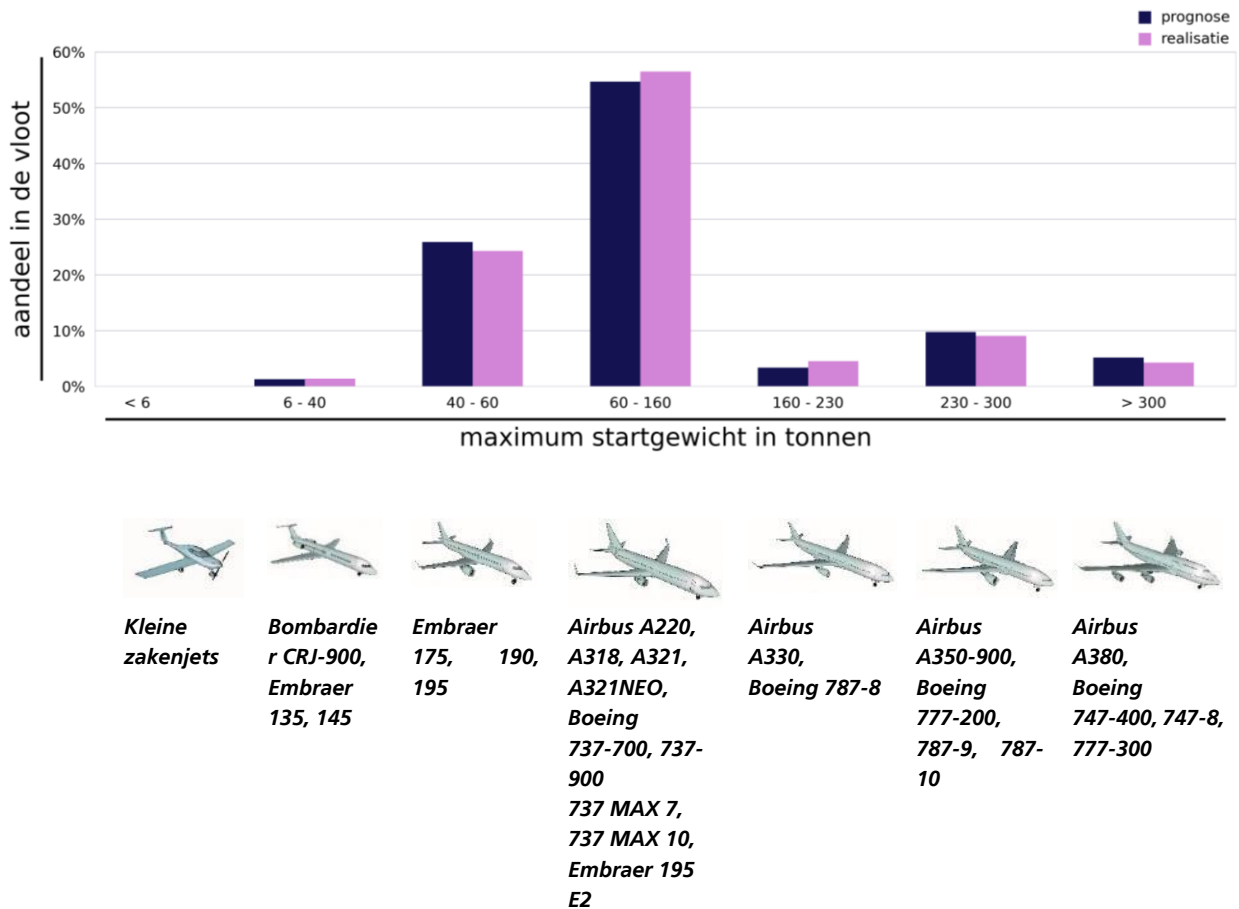 prognose
realisatie
60%
50%
40%
30%
20%
10%
0%
aandeel in de vloot
< 6 6 - 40 40 - 60 60 - 160 160 - 230 230 - 300 > 300
maximum startgewicht in tonnen
Kleine
zakenjets
Bombardie
r CRJ-900,
Embraer
135, 145
Embraer
175, 190,
195
Airbus A220,
A318, A321,
A321NEO,
Boeing
737-700, 737-
900
737 MAX 7,
737 MAX 10,
Embraer 195
E2
Airbus
A330,
Boeing 787-8
Airbus
A350-900,
Boeing
777-200,
787-9, 787-
10
Airbus
A380,
Boeing
747-400, 747-8,
777-300